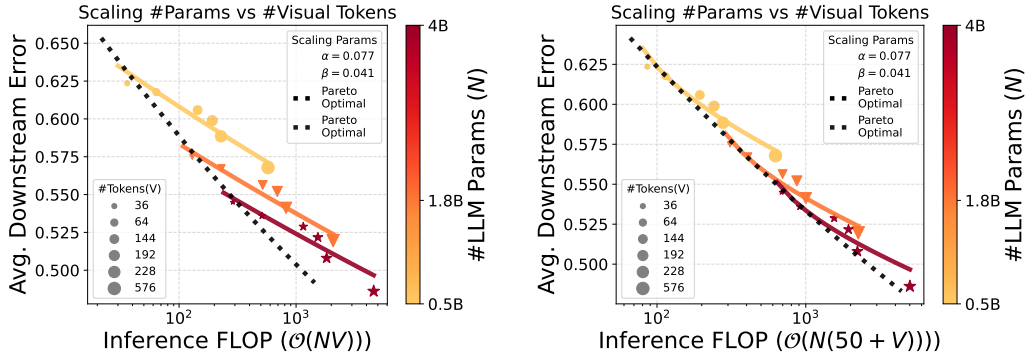 Scaling #Params vs #Visual Tokens
Avg. Downstream Error
0.650
0.625
0.600
0.575
0.550
0.525
0.500
Scaling Params
α = 0.077
β = 0.041
Pareto
Optimal
Pareto
Optimal
#Tokens(V)
36
64
144
192
228
576
10²
10³
Inference FLOP (𝒪(NV)))
4B
1.8B
0.5B
#LLM Params (N)
Scaling #Params vs #Visual Tokens
Avg. Downstream Error
0.650
0.625
0.600
0.575
0.550
0.525
0.500
Scaling Params
α = 0.077
β = 0.041
Pareto
Optimal
Pareto
Optimal
#Tokens(V)
36
64
144
192
228
576
10²
10³
Inference FLOP (𝒪(N(50 + V))))
4B
1.8B
0.5B
#LLM Params (N)